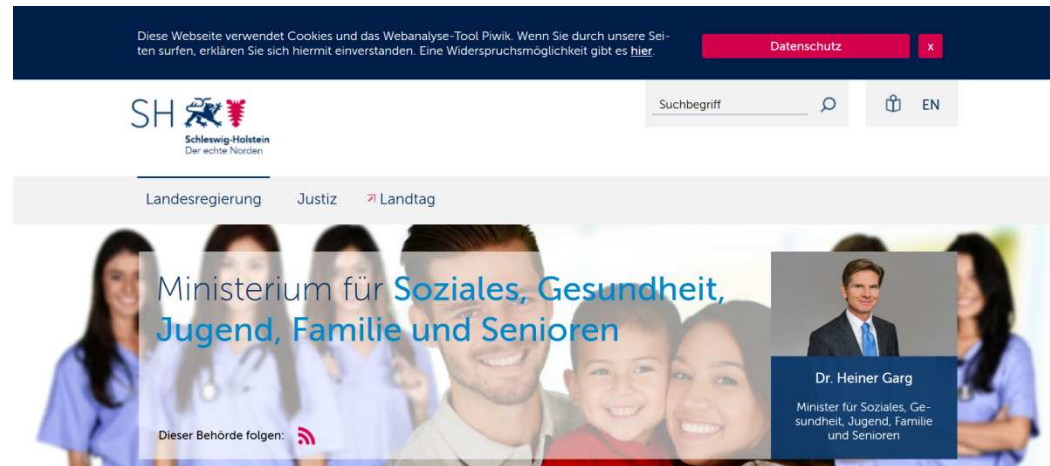 Diese Webseite verwendet Cookies und das Webanalyse-Tool Piwik. Wenn Sie durch unsere Sei-
ten surfen, erklären Sie sich hiermit einverstanden. Eine Widerspruchsmöglichkeit gibt es hier.
Datenschutz
x
SH
Schleswig-Holstein
Der echte Norden
Suchbegriff
EN
Landesregierung
Justiz
Landtag
Ministerium für Soziales, Gesundheit,
Jugend, Familie und Senioren
Dieser Behörde folgen:
Dr. Heiner Garg
Minister für Soziales, Ge-
sundheit, Jugend, Familie
und Senioren